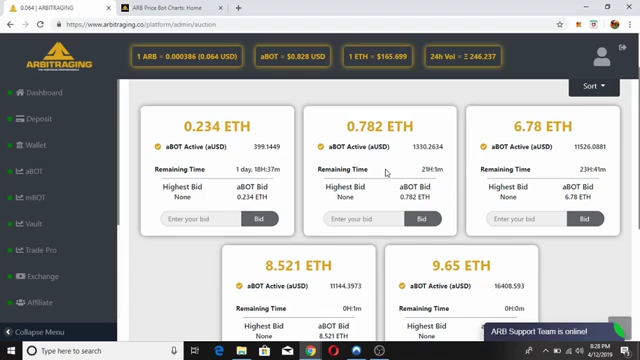 0.064 | ARBITRAGING
ARB Price Bot Charts: Home
https://www.arbitraging.co/platform/admin/auction
ARBITRAGING
1 ARB = 0.000386 (0.064 USD)
aBOT = $0.828 USD
1 ETH = $165.699
24h Vol = Ξ 246.237
Sort
Dashboard
Deposit
Wallet
aBOT
mBOT
Vault
Trade Pro
Exchange
Affiliate
Collapse Menu
0.234 ETH
aBOT Active (aUSD) 399.1449
Remaining Time 1 day, 18H:37m
Highest Bid aBOT Bid
None 0.234 ETH
Enter your bid Bid
0.782 ETH
aBOT Active (aUSD) 1330.2634
Remaining Time 21H:1m
Highest Bid aBOT Bid
None 0.782 ETH
Enter your bid Bid
6.78 ETH
aBOT Active (aUSD) 11526.0881
Remaining Time 23H:41m
Highest Bid aBOT Bid
None 6.78 ETH
Enter your bid Bid
8.521 ETH
aBOT Active (aUSD) 11144.3973
Remaining Time 0H:1m
Highest Bid aBOT Bid
None 8.521 ETH
9.65 ETH
aBOT Active (aUSD) 16408.593
Remaining Time 0H:0m
Highest Bid aBOT Bid
None
ARB Support Team is online!
Type here to search
8:28 PM
4/12/2019